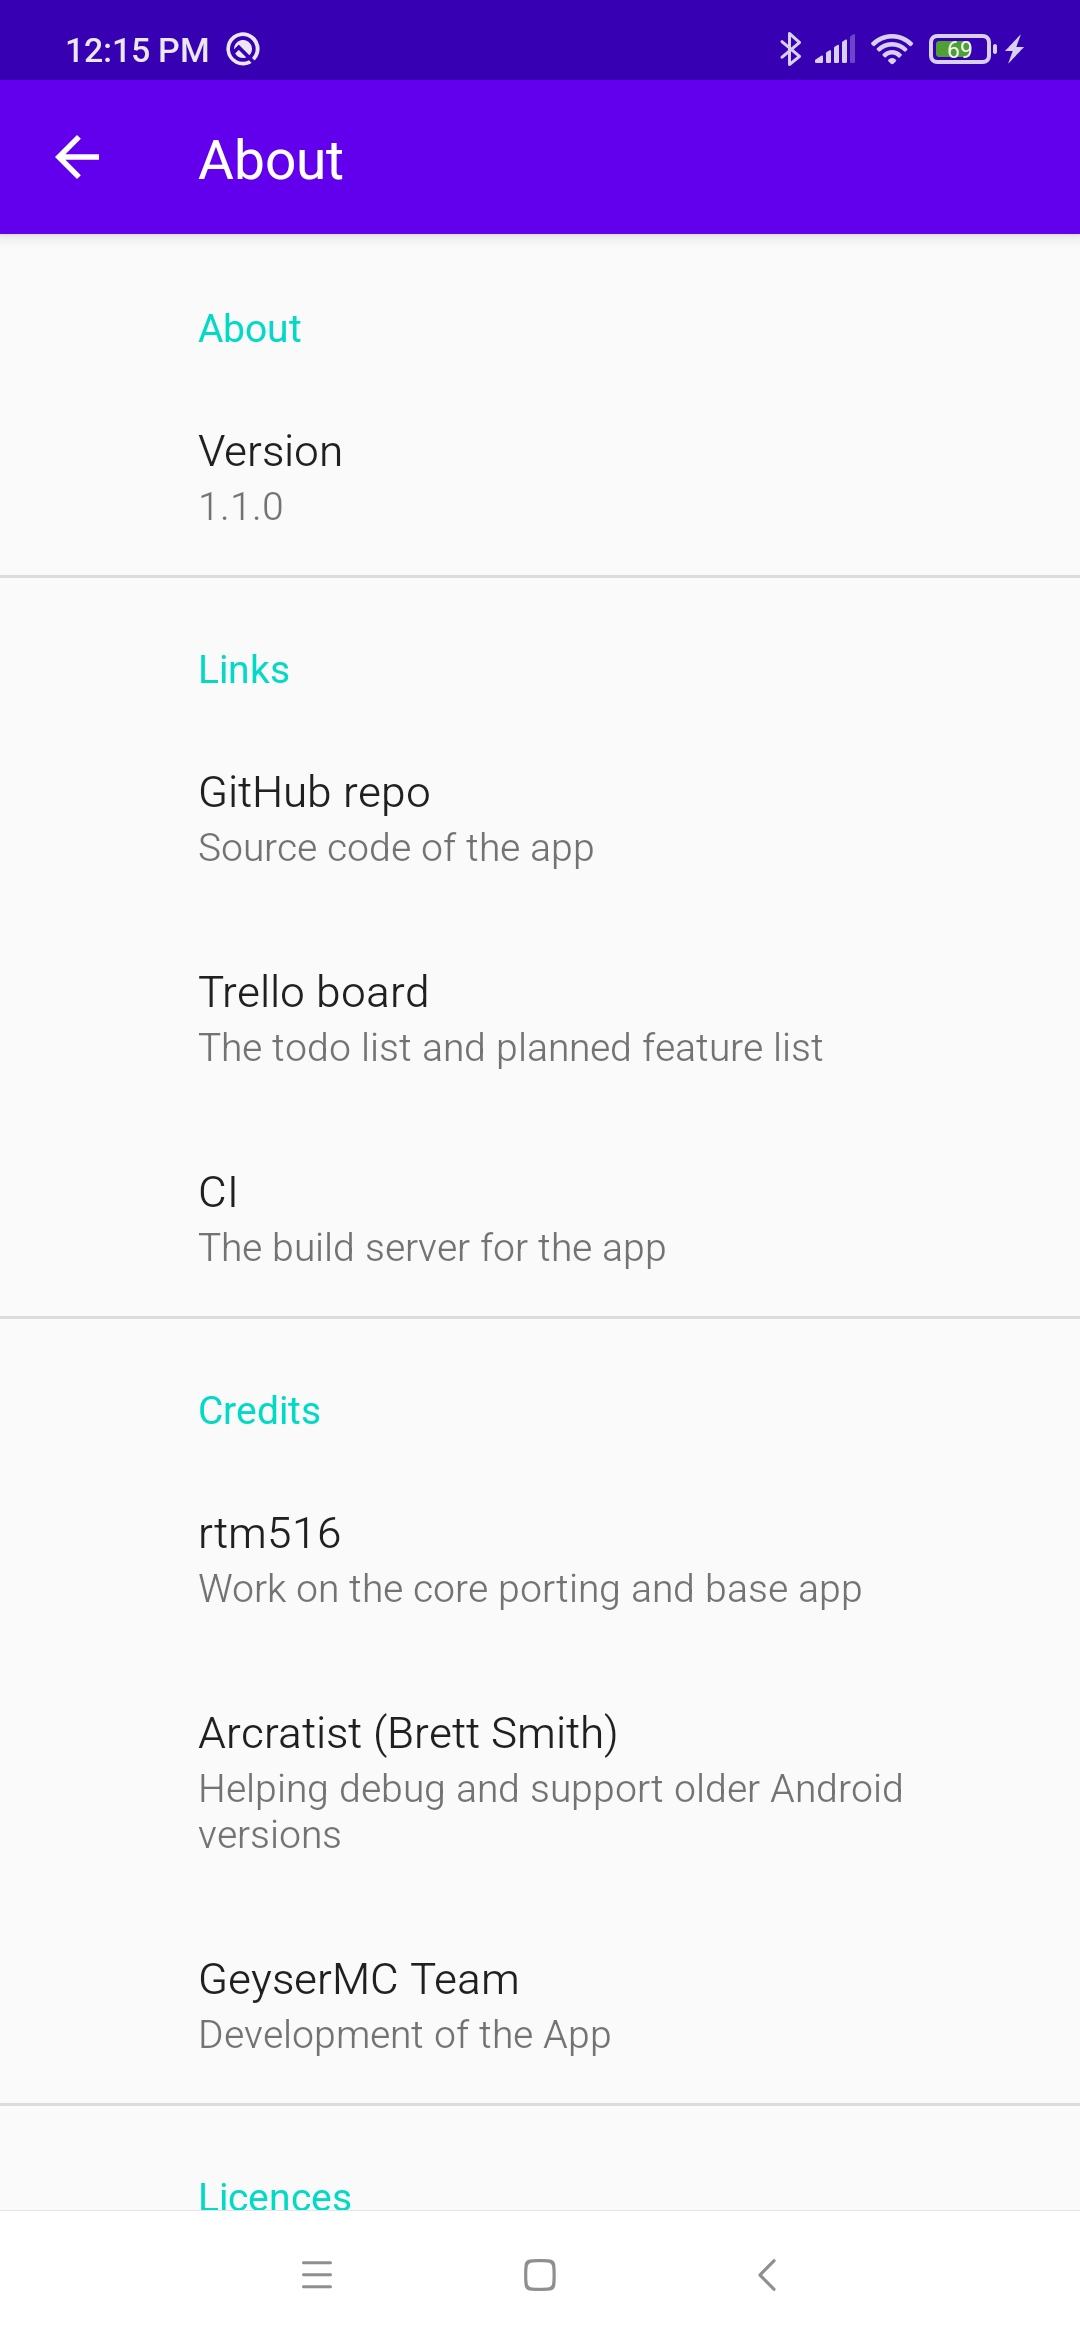 12:15 PM
69
About
About
Version
1.1.0
Links
GitHub repo
Source code of the app
Trello board
The todo list and planned feature list
CI
The build server for the app
Credits
rtm516
Work on the core porting and base app
Arcratist (Brett Smith)
Helping debug and support older Android
versions
GeyserMC Team
Development of the App
Licences